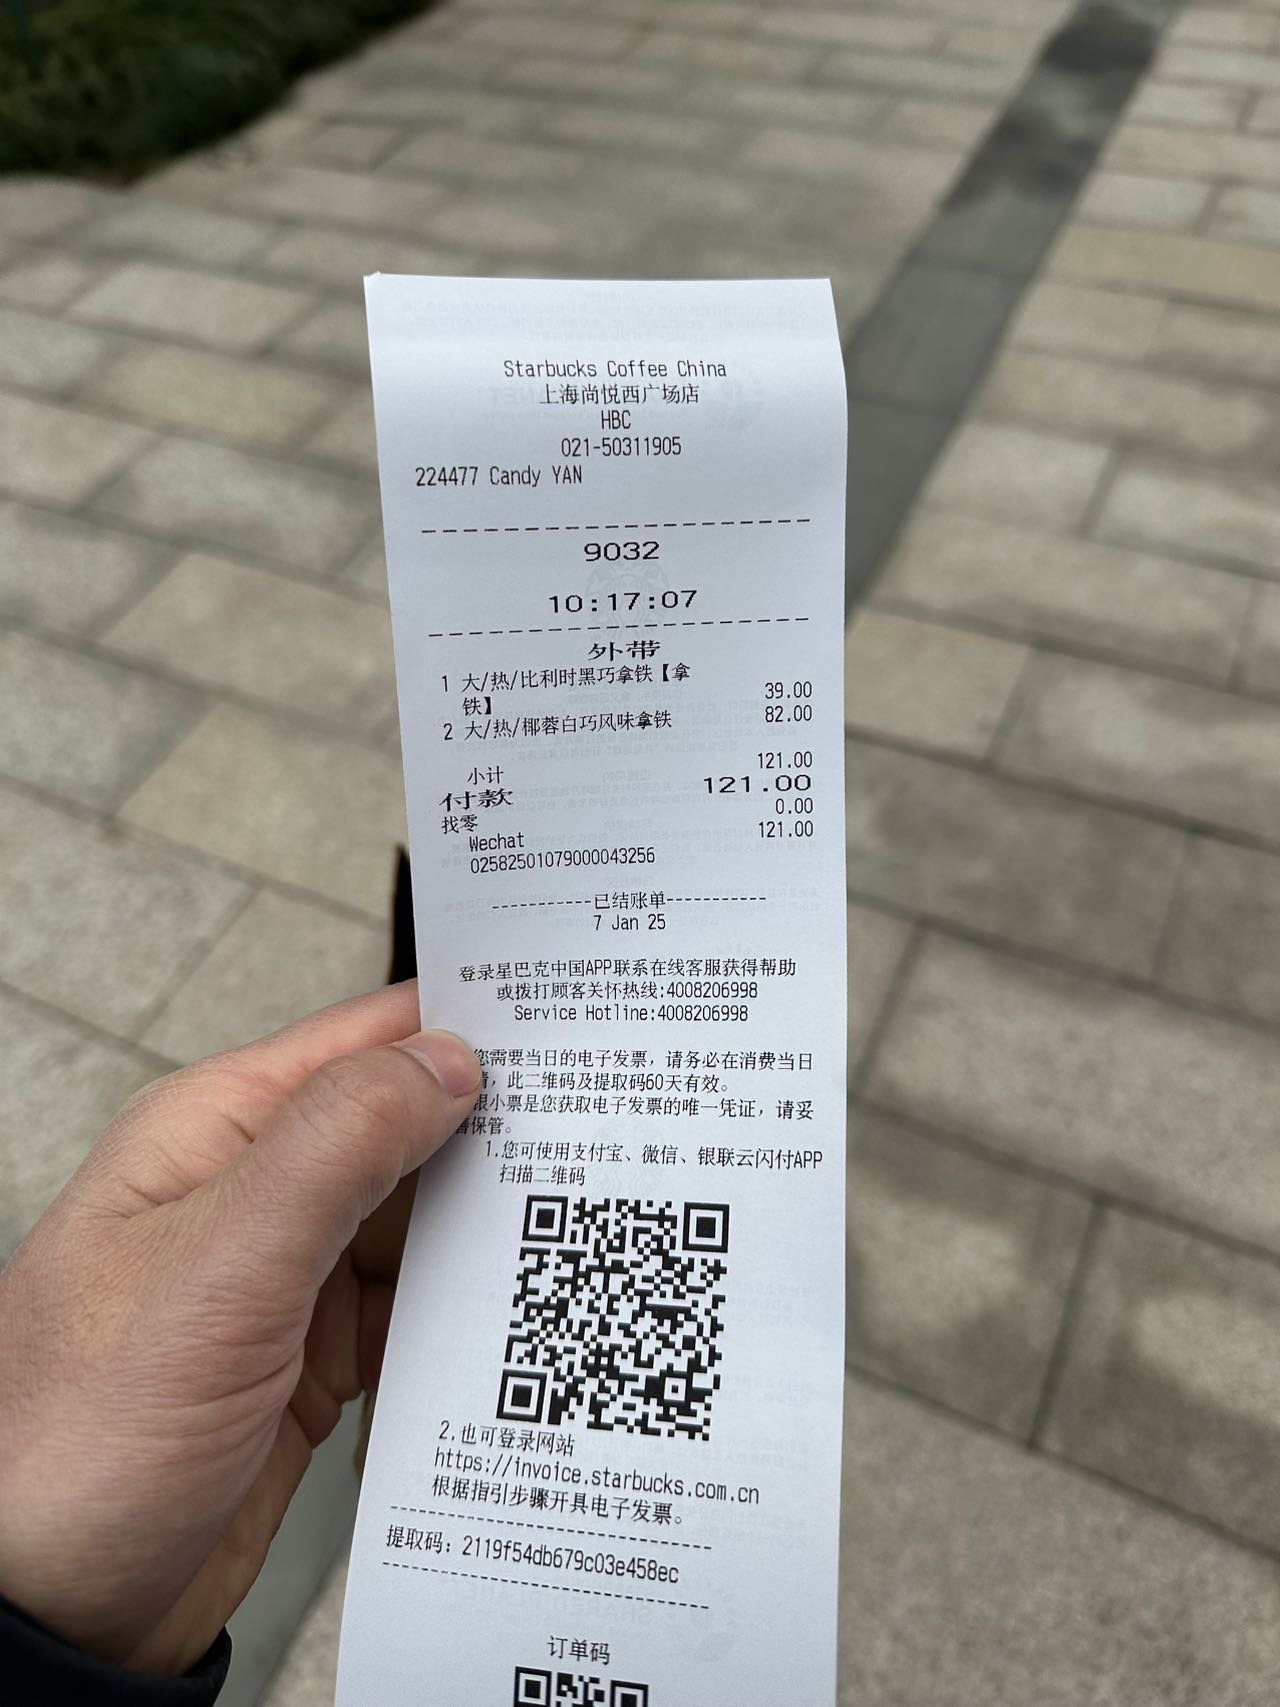 Starbucks Coffee China
上海尚悦西广场店
HBC
021-50311905
224477 Candy YAN
9032
10:17:07
外带
1 大/热/比利时黑巧拿铁【拿
铁】 39.00
2 大/热/椰蓉白巧风味拿铁 82.00
小计 121.00
付款 121.00
找零 0.00
Wechat 121.00
02582501079000043256
-----------已结账单-----------
7 Jan 25
登录星巴克中国APP联系在线客服获得帮助
或拨打顾客关怀热线:4008206998
Service Hotline:4008206998
您需要当日的电子发票，请务必在消费当日
，此二维码及提取码60天有效。
银小票是您获取电子发票的唯一凭证，请妥
善保管。
1.您可使用支付宝、微信、银联云闪付APP
扫描二维码
2.也可登录网站
https://invoice.starbucks.com.cn
根据指引步骤开具电子发票。
提取码：2119f54db679c03e458ec
订单码